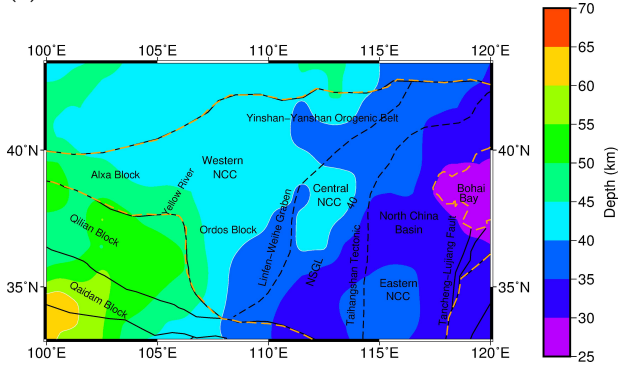 70
100˚E 105˚E 110˚E 115˚E 120˚E
65
60
Yinshan−Yanshan Orogenic Belt
55
40˚N 40˚N
Western
NCC
50
Alxa Block
Yellow River
Central
NCC
40
Bohai
Bay
45
Qilian Block
Ordos Block
Linfen−Weihe Graben
North China
Basin
40
Depth (km)
NSGL
Taihangshan Tectonic
Tancheng−Lujiang Fault
35˚N 35˚N
Qaidam Block
Eastern
NCC
35
30
100˚E 105˚E 110˚E 115˚E 120˚E
25